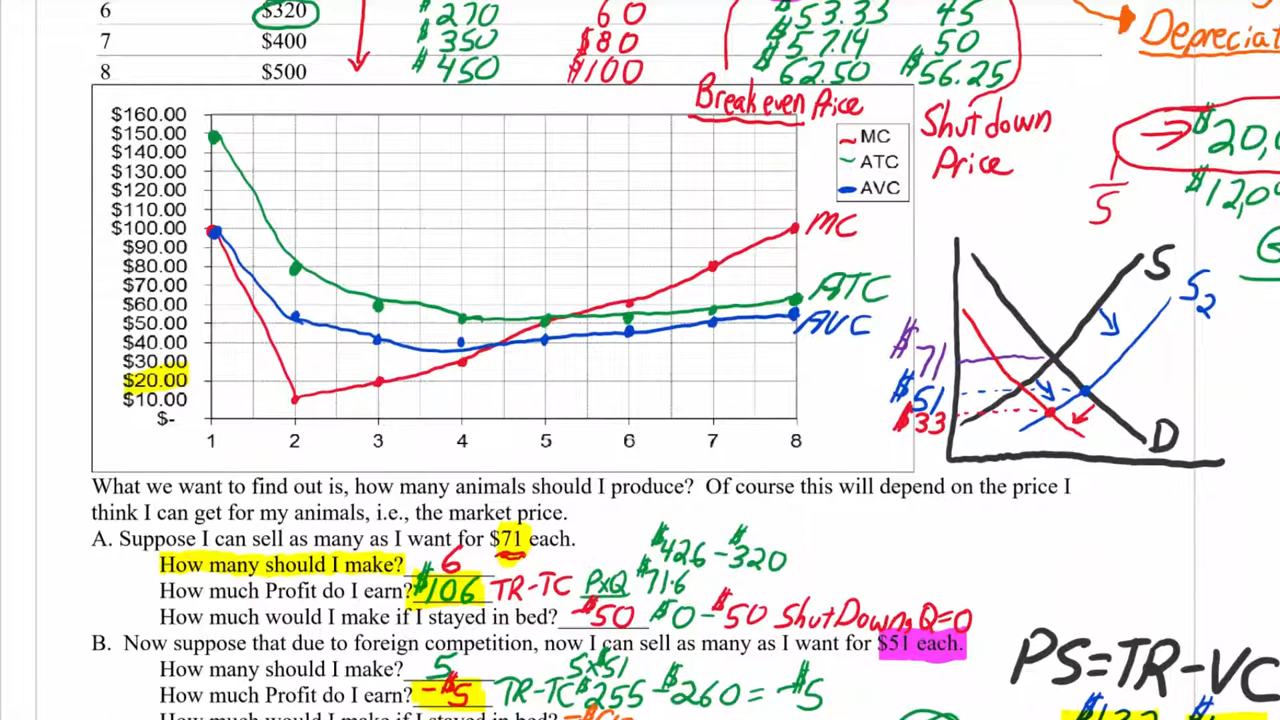 6 $320 $270 60 $53.33 45
7 $400 $350 $80 $57.14 50
8 $500 $450 $100 $62.50 $56.25
Depreciat
Break even Price
Shut down
Price
$160.00
$150.00
$140.00
$130.00
$120.00
$110.00
$100.00
$90.00
$80.00
$70.00
$60.00
$50.00
$40.00
$30.00
$20.00
$10.00
$-
1 2 3 4 5 6 7 8
MC
ATC
AVC
MC
ATC
AVC
$20,0
$12,0
S
S
S2
$71
$51
$33
D
What we want to find out is, how many animals should I produce? Of course this will depend on the price I
think I can get for my animals, i.e., the market price.
A. Suppose I can sell as many as I want for $71 each.
$426 - $320
How many should I make? 6
How much Profit do I earn? $106 TR-TC PxQ $71·6
How much would I make if I stayed in bed? -$50 $0 - $50 Shut Down, Q=0
B. Now suppose that due to foreign competition, now I can sell as many as I want for $51 each.
How many should I make? 5 5x$51
How much Profit do I earn? -$5 TR-TC $255 - $260 = -$5
PS=TR-VC